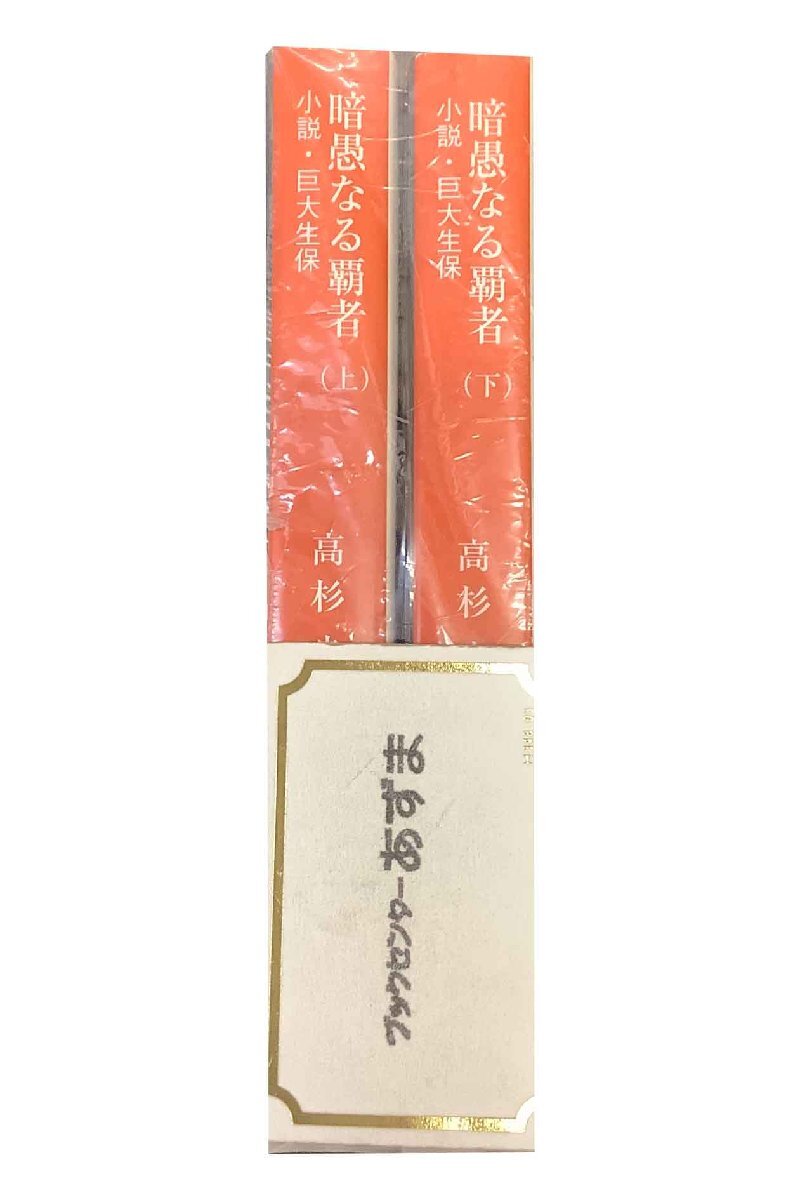 暗愚なる覇者
小説・巨大生保
(上)
高杉
暗愚なる覇者
小説・巨大生保
(下)
高杉
ブックセンターあずま